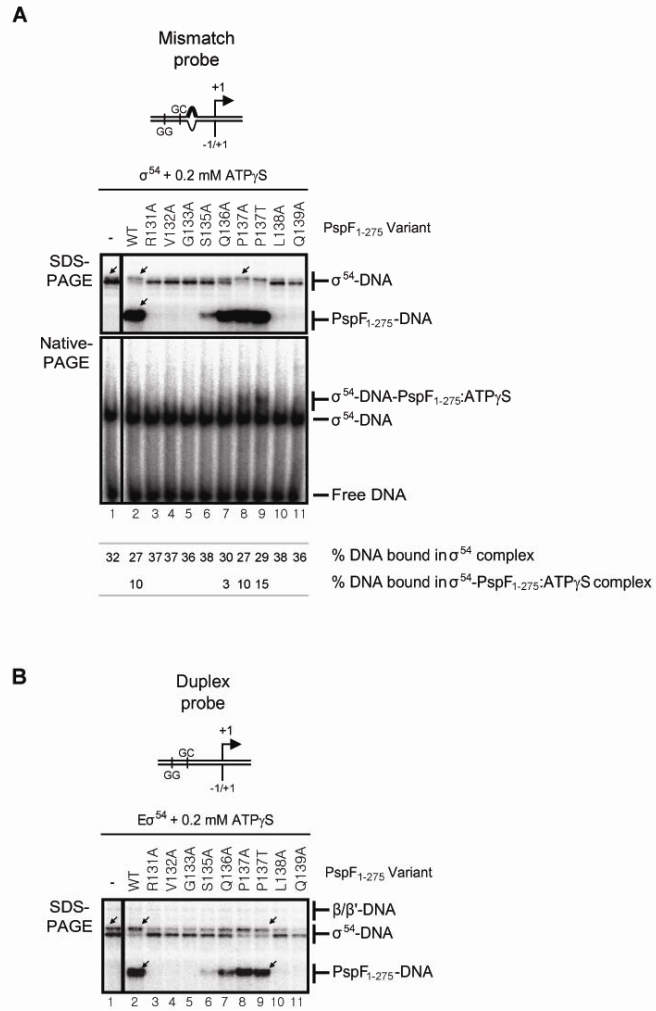 A
Mismatch
probe
+1
GC
GG
-1/+1
σ54 + 0.2 mM ATPγS
- WT R131A V132A G133A S135A Q136A P137A P137T L138A Q139A PspF1-275 Variant
SDS-
PAGE
σ54-DNA
PspF1-275-DNA
Native-
PAGE
σ54-DNA-PspF1-275:ATPγS
σ54-DNA
Free DNA
1 2 3 4 5 6 7 8 9 10 11
32 27 37 37 36 38 30 27 29 38 36 % DNA bound in σ54 complex
10 3 10 15 % DNA bound in σ54-PspF1-275:ATPγS complex
B
Duplex
probe
+1
GC
GG
-1/+1
Eσ54 + 0.2 mM ATPγS
- WT R131A V132A G133A S135A Q136A P137A P137T L138A Q139A PspF1-275 Variant
SDS-
PAGE
β/β'-DNA
σ54-DNA
PspF1-275-DNA
1 2 3 4 5 6 7 8 9 10 11